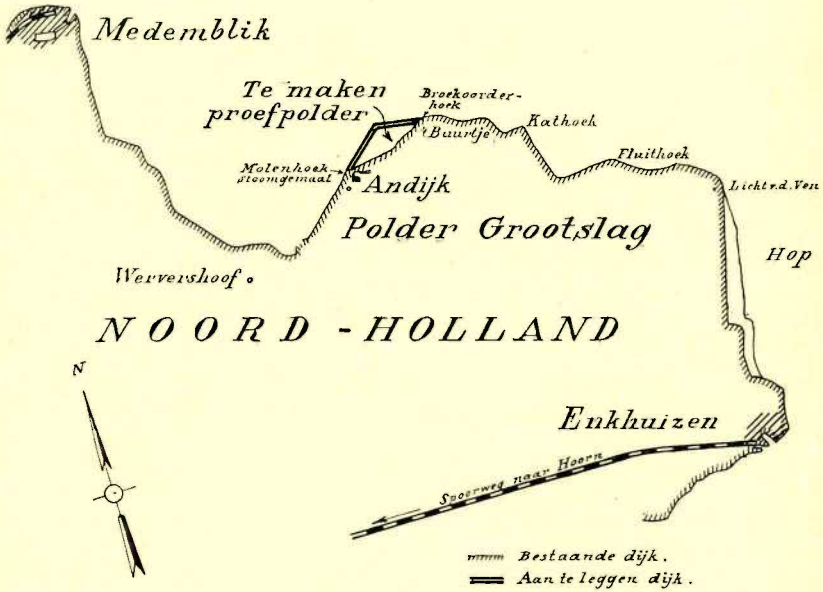 Medemblik
Te maken
proefpolder
Broekoorder-
hoek
't Buurtje
Kathoek
Molenhoek
stoomgemaal
Andijk
Fluithoek
Licht v.d. Ven
Polder Grootslag
Hop
Wervershoof
NOORD - HOLLAND
N
Enkhuizen
Spoorweg naar Hoorn
Bestaande dijk.
Aan te leggen dijk.